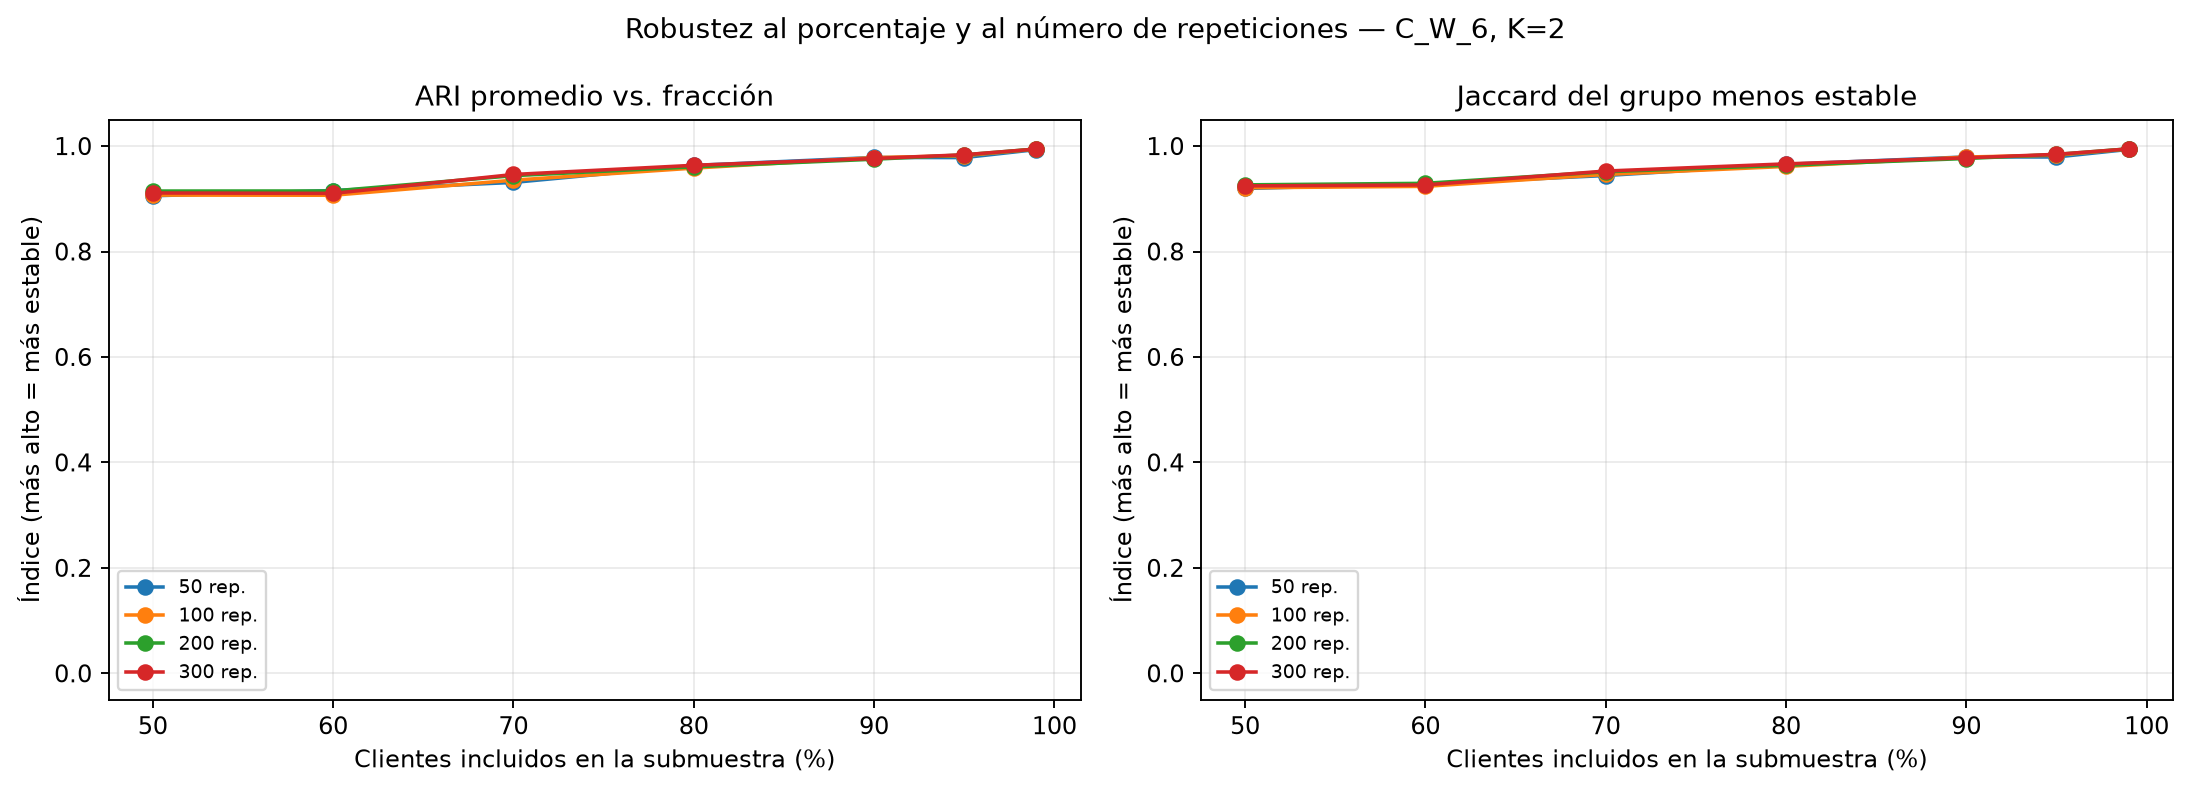 Robustez al porcentaje y al número de repeticiones — C_W_6, K=2
ARI promedio vs. fracción
Índice (más alto = más estable)
1.0
0.8
0.6
0.4
0.2
0.0
50 rep.
100 rep.
200 rep.
300 rep.
50 60 70 80 90 100
Clientes incluidos en la submuestra (%)
Jaccard del grupo menos estable
Índice (más alto = más estable)
1.0
0.8
0.6
0.4
0.2
0.0
50 rep.
100 rep.
200 rep.
300 rep.
50 60 70 80 90 100
Clientes incluidos en la submuestra (%)